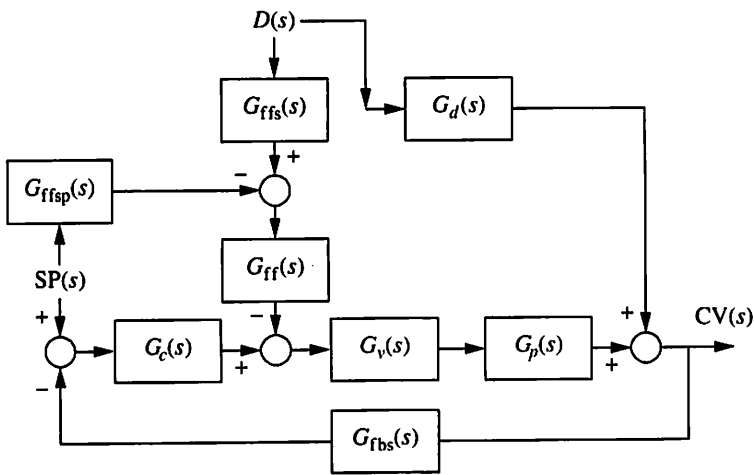 D(s)
G_ffs(s)
G_d(s)
+
−
G_ffsp(s)
G_ff(s)
SP(s)
+
−
+
CV(s)
G_c(s)
+
G_v(s)
G_p(s)
+
−
G_fbs(s)